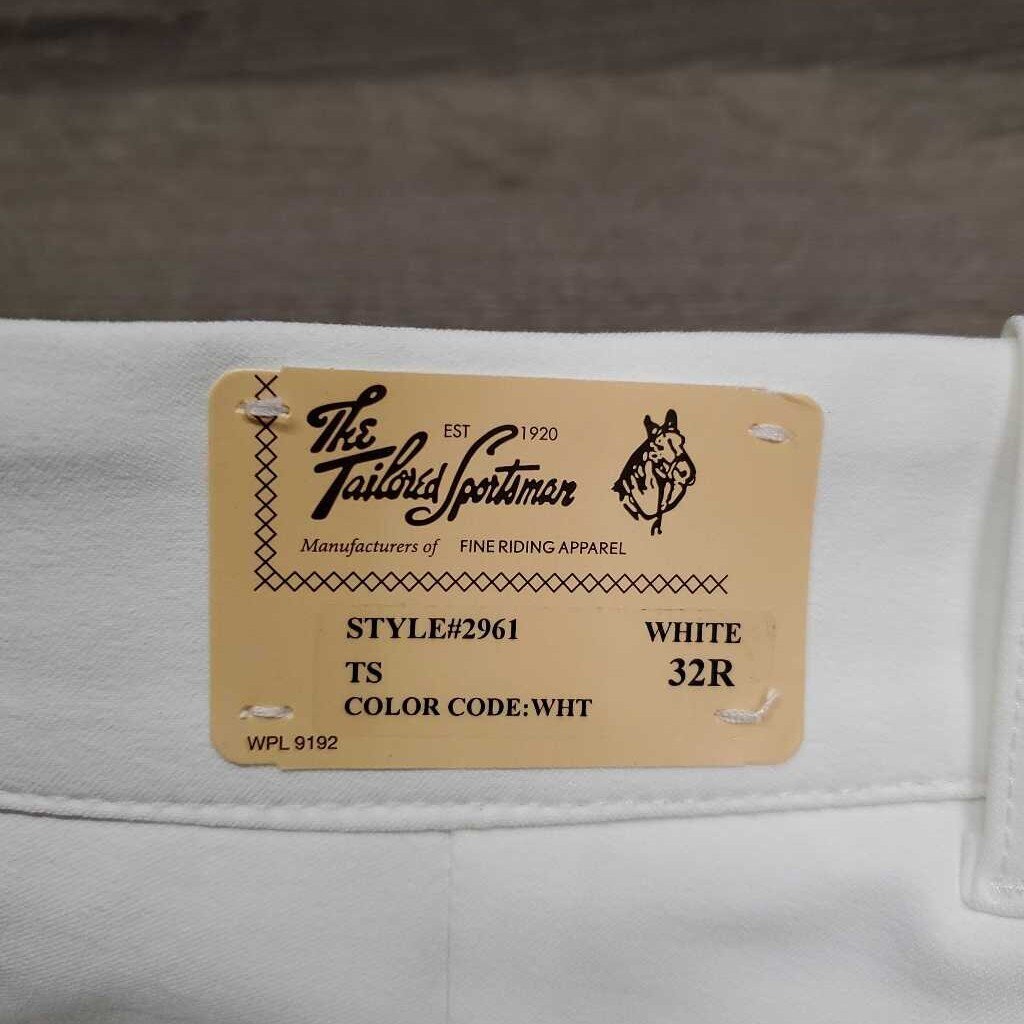 The
EST 1920
Tailored Sportsman
Manufacturers of FINE RIDING APPAREL
STYLE#2961 WHITE
TS 32R
COLOR CODE:WHT
WPL 9192